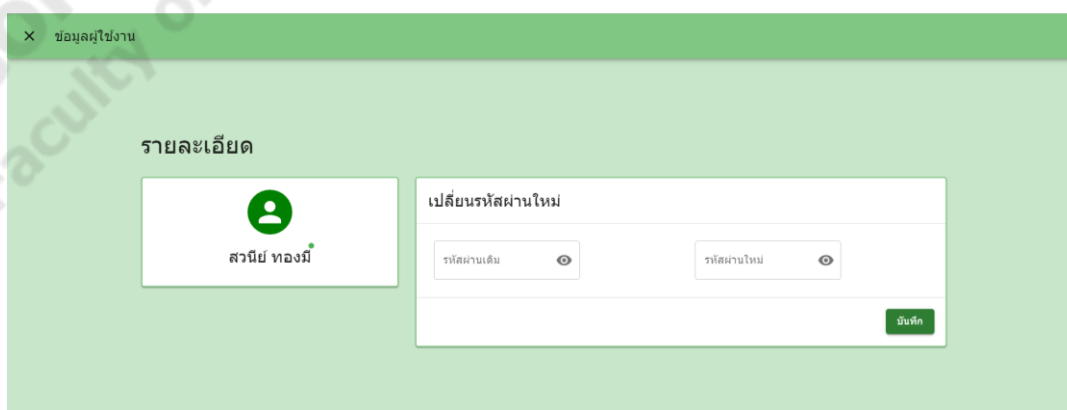 ข้อมูลผู้ใช้งาน
รายละเอียด
สวนีย์ ทองมี
เปลี่ยนรหัสผ่านใหม่
รหัสผ่านเดิม
รหัสผ่านใหม่
บันทึก
Faculty o